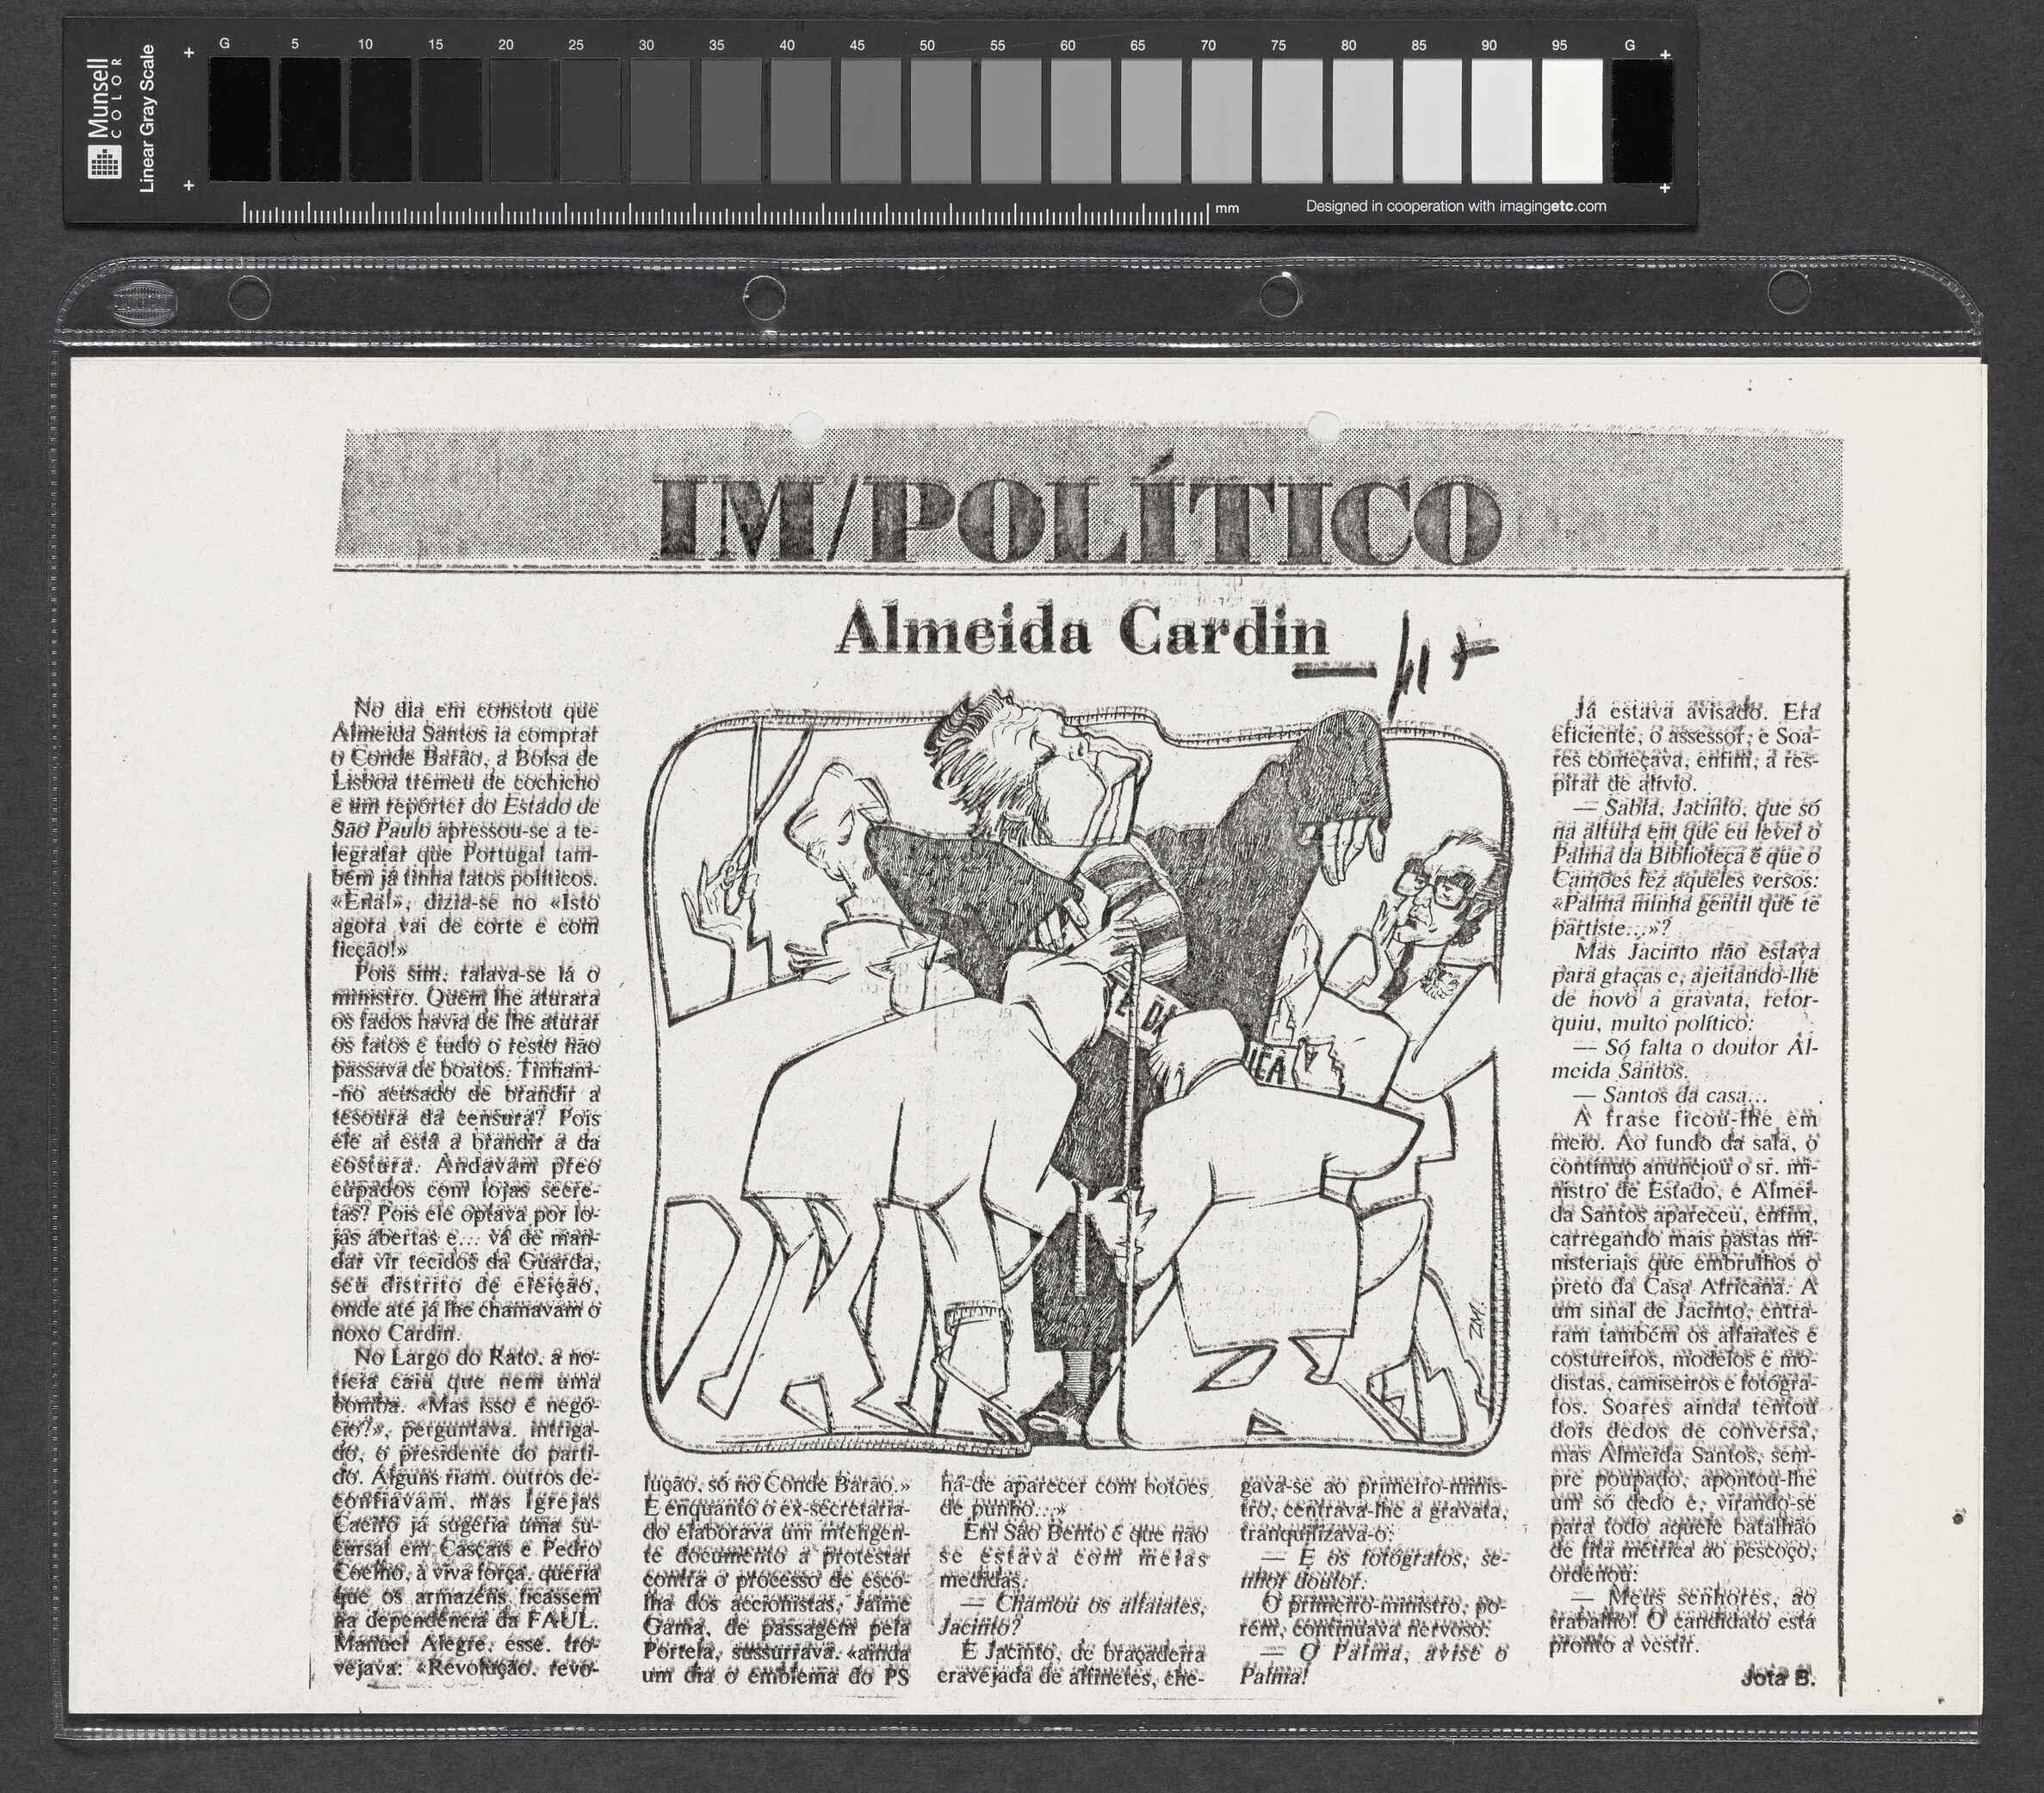 Munsell
COLOR
Linear Gray Scale
G 5 10 15 20 25 30 35 40 45 50 55 60 65 70 75 80 85 90 95 G
mm
Designed in cooperation with imagingetc.com
IM/POLÍTICO
Almeida Cardin
No dia em constou que
Almeida Santos ia comprar
o Conde Barão, a Bolsa de
Lisboa tremeu de cochicho
e um repórter do Estado de
São Paulo apressou-se a te-
legrafar que Portugal tam-
bém já tinha fatos políticos.
«Ena!», dizia-se no «Isto
agora vai de corte e com
ficção!»
Pois sim, ralava-se lá o
ministro. Quem lhe aturara
os fados havia de lhe aturar
os fatos e tudo o resto não
passava de boatos. Tinham-
-no acusado de brandir a
tesoura da censura? Pois
ele aí está a brandir a da
costura. Andavam preo
cupados com lojas secre-
tas? Pois ele optava por lo-
jas abertas e... vá de man-
dar vir tecidos da Guarda,
seu distrito de eleição,
onde até já lhe chamavam o
noxo Cardin.
No Largo do Rato, a no-
tícia caiu que nem uma
bomba. «Mas isso é negó-
cio?», perguntava, intriga-
do, o presidente do parti-
do. Alguns riam, outros de-
confiavam, mas Igrejas
Caeiro já sugeria uma su-
cursal em Cascais e Pedro
Coelho, à viva força, queria
que os armazéns ficassem
na dependência da FAUL.
Manuel Alegre, esse, tro-
vejava: «Revolução, revo-
lução, só no Conde Barão.»
E enquanto o ex-secretaria-
do elaborava um inteligen-
te documento a protestar
contra o processo de esco-
lha dos accionistas, Jaime
Gama, de passagem pela
Portela, sussurrava: «ainda
um dia o emblema do PS
há-de aparecer com botões
de punho...»
Em São Bento é que não
se estava com meias
medidas.
— Chamou os alfaiates,
Jacinto?
E Jacinto, de braçadeira
cravejada de alfinetes, che-
gava-se ao primeiro-minis-
tro, centrava-lhe a gravata,
tranquilizava-o:
— E os fotógrafos, se-
nhor doutor.
O primeiro-ministro, po-
rém, continuava nervoso:
— O Palma, avise o
Palma!
Já estava avisado. Era
eficiente, o assessor, e Soa-
res começava, enfim, a res-
pirar de alívio.
— Sabia, Jacinto, que só
na altura em que eu levei o
Palma da Biblioteca é que o
Camões fez aqueles versos:
«Palma minha gentil que te
partiste...»?
Mas Jacinto não estava
para graças e, ajeitando-lhe
de novo a gravata, retor-
quiu, muito político:
— Só falta o doutor Al-
meida Santos.
— Santos da casa...
A frase ficou-lhe em
meio. Ao fundo da sala, o
contínuo anunciou o sr. mi-
nistro de Estado, e Almei-
da Santos apareceu, enfim,
carregando mais pastas mi-
nisteriais que embrulhos o
preto da Casa Africana. A
um sinal de Jacinto, entra-
ram também os alfaiates e
costureiros, modelos e mo-
distas, camiseiros e fotógra-
fos. Soares ainda tentou
dois dedos de conversa,
mas Almeida Santos, sem-
pre poupado, apontou-lhe
um só dedo e, virando-se
para todo aquele batalhão
de fita métrica ao pescoço,
ordenou:
— Meus senhores, ao
trabalho! O candidato está
pronto a vestir.
Jota B.
ZM.